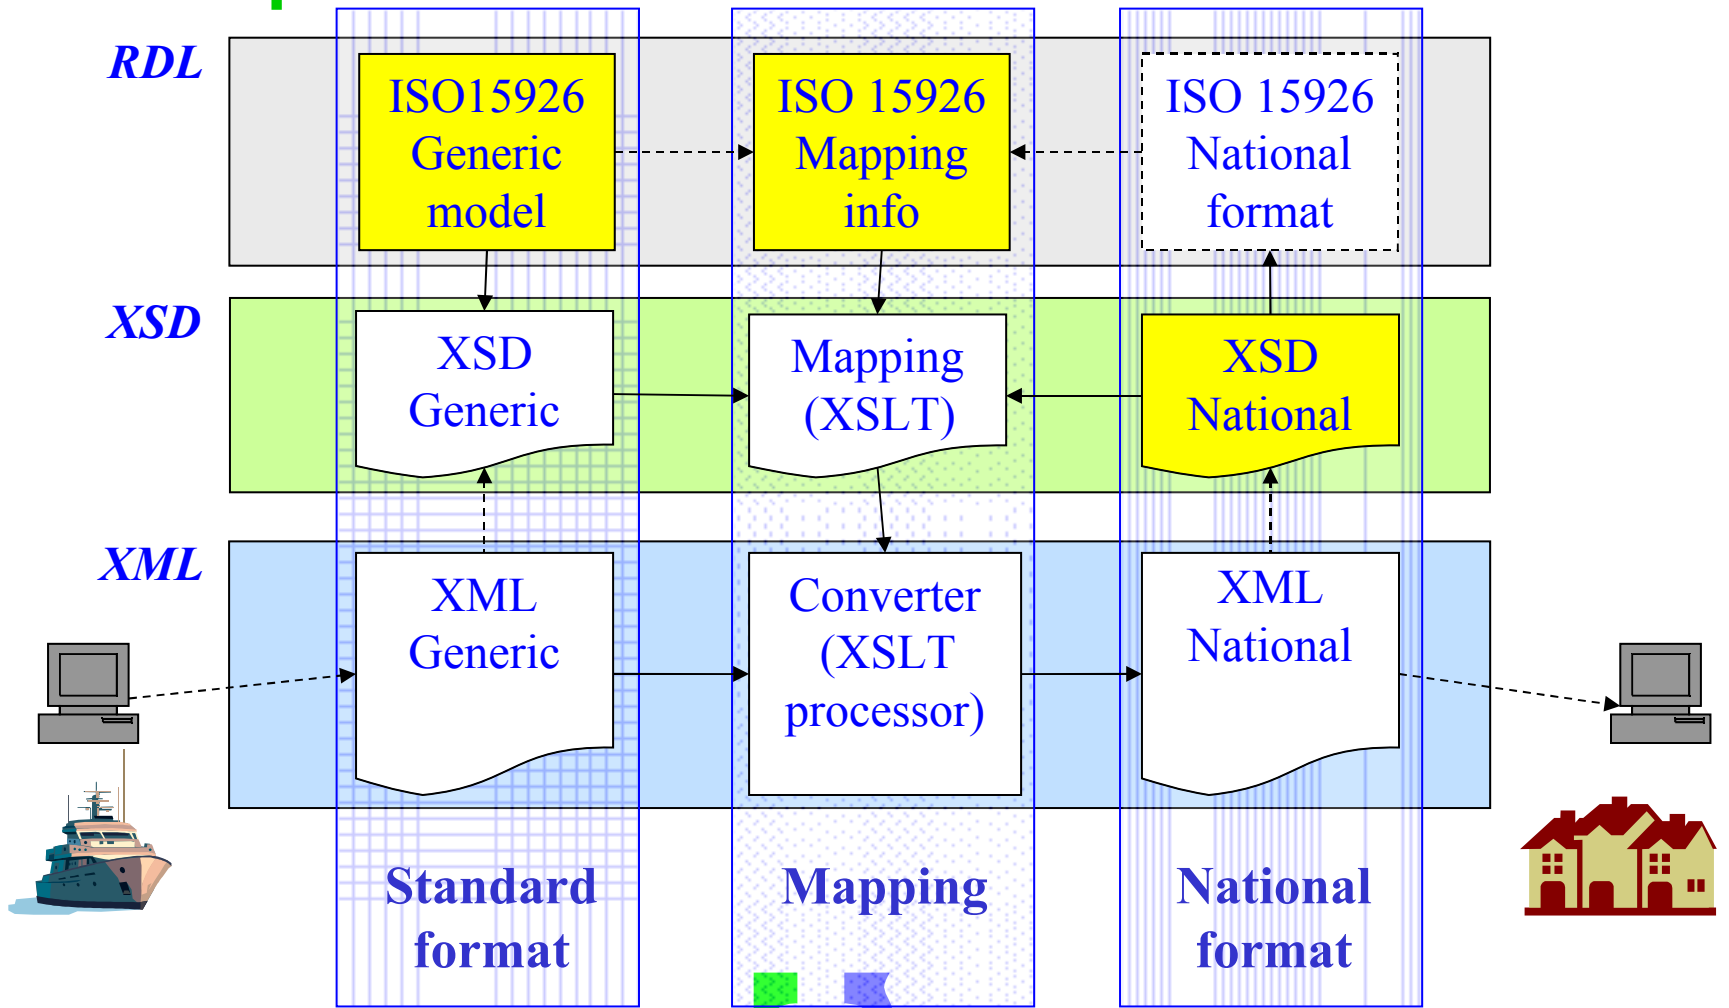 RDL
ISO15926
Generic
model
ISO 15926
Mapping
info
ISO 15926
National
format
XSD
XSD
Generic
Mapping
(XSLT)
XSD
National
XML
XML
Generic
Converter
(XSLT
processor)
XML
National
Standard
format
Mapping
National
format